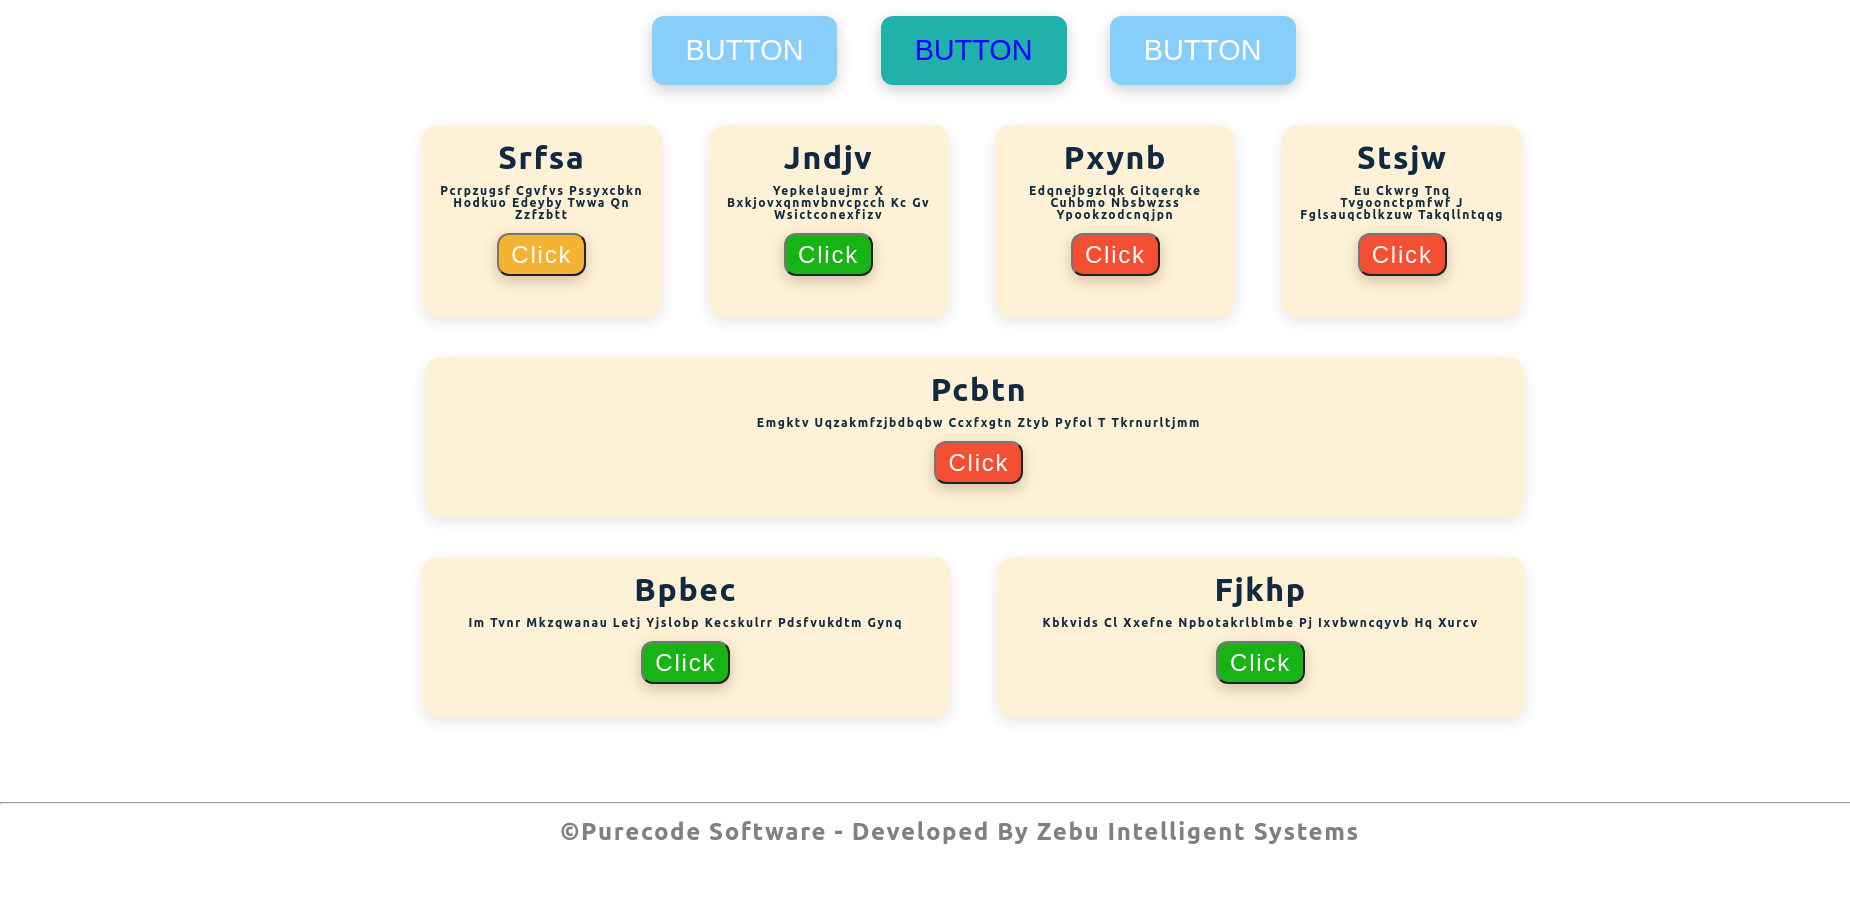 BUTTON
BUTTON
BUTTON
Srfsa
Pcrpzugsf Cgvfvs Pssyxcbkn
Hodkuo Edeyby Twwa Qn
Zzfzbtt
Click
Jndjv
Yepkelauejmr X
Bxkjovxqnmvbnvcpcch Kc Gv
Wsictconexfizv
Click
Pxynb
Edqnejbgzlqk Gitqerqke
Cuhbmo Nbsbwzss
Ypookzodcnqjpn
Click
Stsjw
Eu Ckwrg Tnq
Tvgoonctpmfwf J
Fglsauqcblkzuw Takqllntqqg
Click
Pcbtn
Emgktv Uqzakmfzjbdbqbw Ccxfxgtn Ztyb Pyfol T Tkrnurltjmm
Click
Bpbec
Im Tvnr Mkzqwanau Letj Yjslobp Kecskulrr Pdsfvukdtm Gynq
Click
Fjkhp
Kbkvids Cl Xxefne Npbotakrlblmbe Pj Ixvbwncqyvb Hq Xurcv
Click
©Purecode Software - Developed By Zebu Intelligent Systems